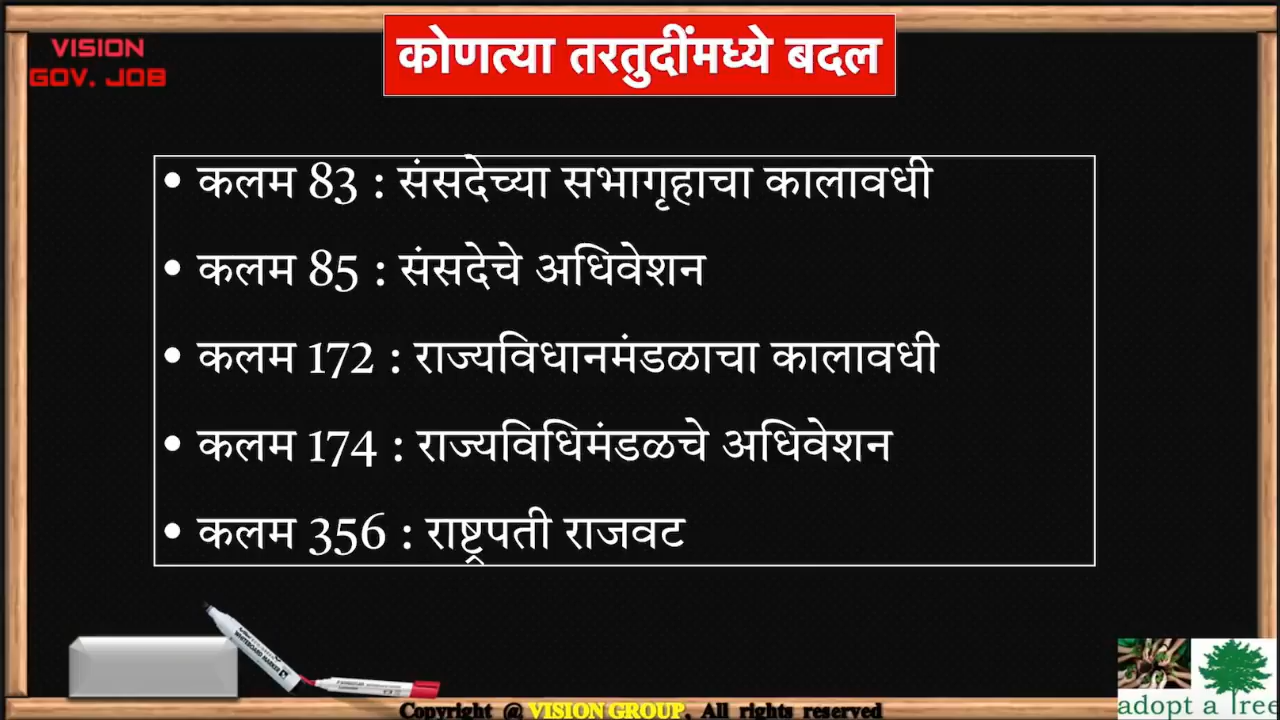 VISION
GOV. JOB
कोणत्या तरतुदींमध्ये बदल
• कलम 83 : संसदेच्या सभागृहाचा कालावधी
• कलम 85 : संसदेचे अधिवेशन
• कलम 172 : राज्यविधानमंडळाचा कालावधी
• कलम 174 : राज्यविधिमंडळचे अधिवेशन
• कलम 356 : राष्ट्रपती राजवट
WHITEBOARD MARKER
adopt a Tree
Copyright @ VISION GROUP, All rights reserved